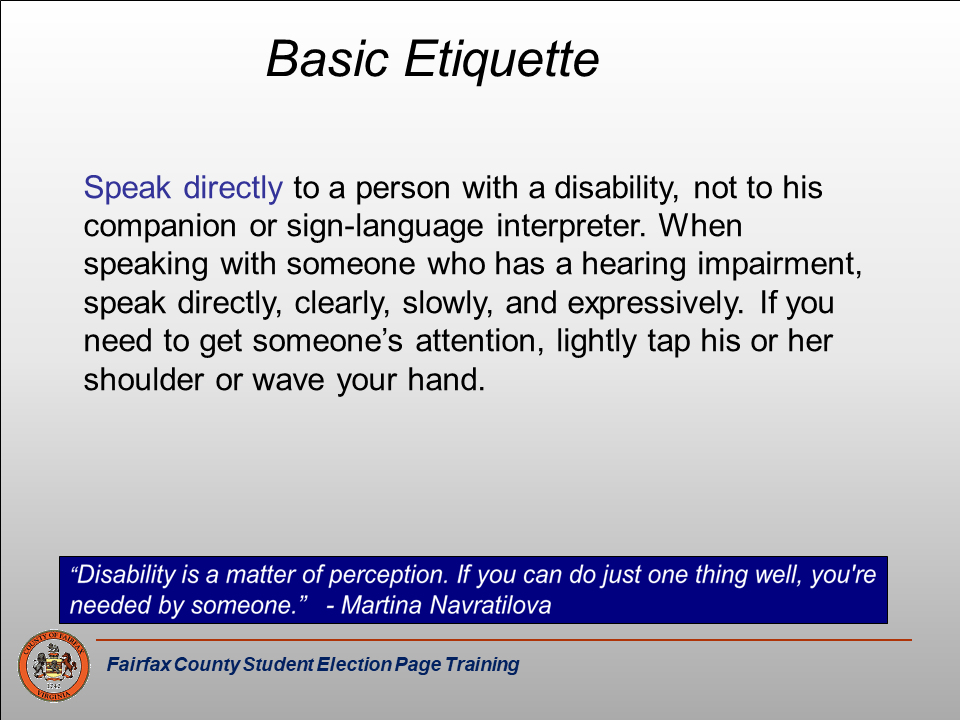 Basic Etiquette
Speak directly to a person with a disability, not to his
companion or sign-language interpreter. When
speaking with someone who has a hearing impairment,
speak directly, clearly, slowly, and expressively. If you
need to get someone’s attention, lightly tap his or her
shoulder or wave your hand.
“Disability is a matter of perception. If you can do just one thing well, you're
needed by someone.” - Martina Navratilova
COUNTY OF FAIRFAX
1742
VIRGINIA
Fairfax County Student Election Page Training